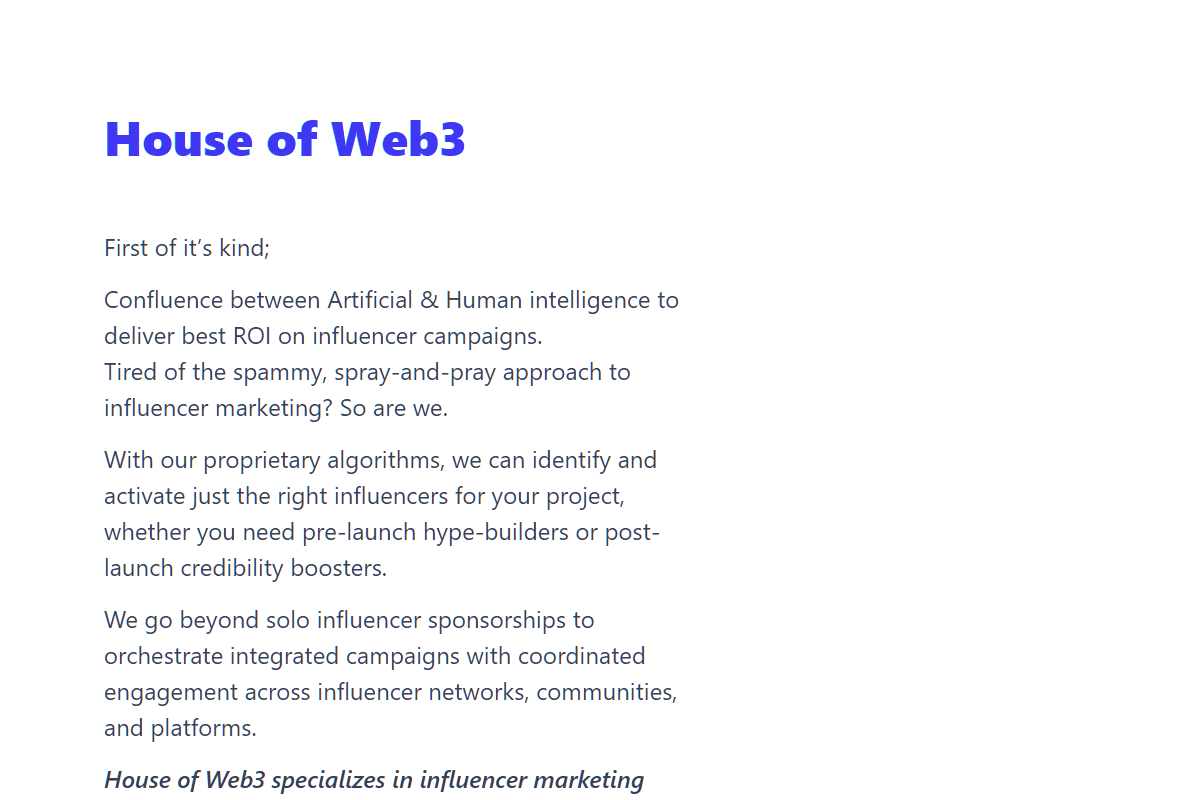 House of Web3
First of it’s kind;
Confluence between Artificial & Human intelligence to
deliver best ROI on influencer campaigns.
Tired of the spammy, spray-and-pray approach to
influencer marketing? So are we.
With our proprietary algorithms, we can identify and
activate just the right influencers for your project,
whether you need pre-launch hype-builders or post-
launch credibility boosters.
We go beyond solo influencer sponsorships to
orchestrate integrated campaigns with coordinated
engagement across influencer networks, communities,
and platforms.
House of Web3 specializes in influencer marketing